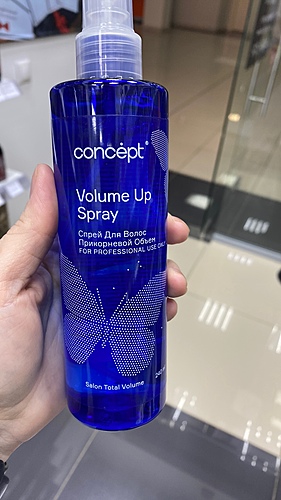 concept®
Volume Up
Spray
Спрей Для Волос
Прикорневой Объем
FOR PROFESSIONAL USE ONLY
Salon Total Volume